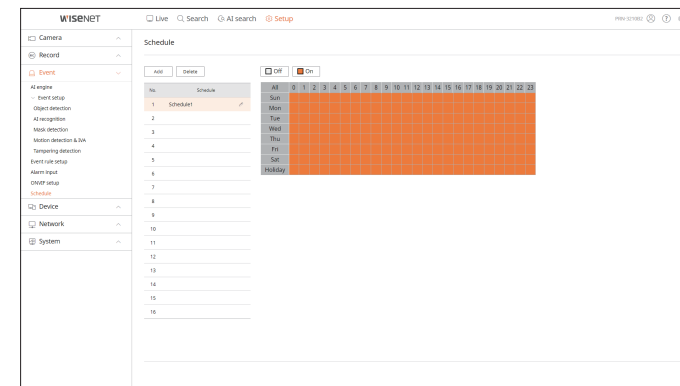 WISENET
Live Search AI search Setup
Camera
Record
Event
AI engine
Event setup
Object detection
AI recognition
Mask detection
Motion detection & IVA
Tampering detection
Event rule setup
Alarm input
ONVIF setup
Schedule
Device
Network
System
Schedule
Add Delete
No. Schedule
1 Schedule1
2
3
4
5
6
7
8
9
10
11
12
13
14
15
16
Off On
All 0 1 2 3 4 5 6 7 8 9 10 11 12 13 14 15 16 17 18 19 20 21 22 23
Sun
Mon
Tue
Wed
Thu
Fri
Sat
Holiday